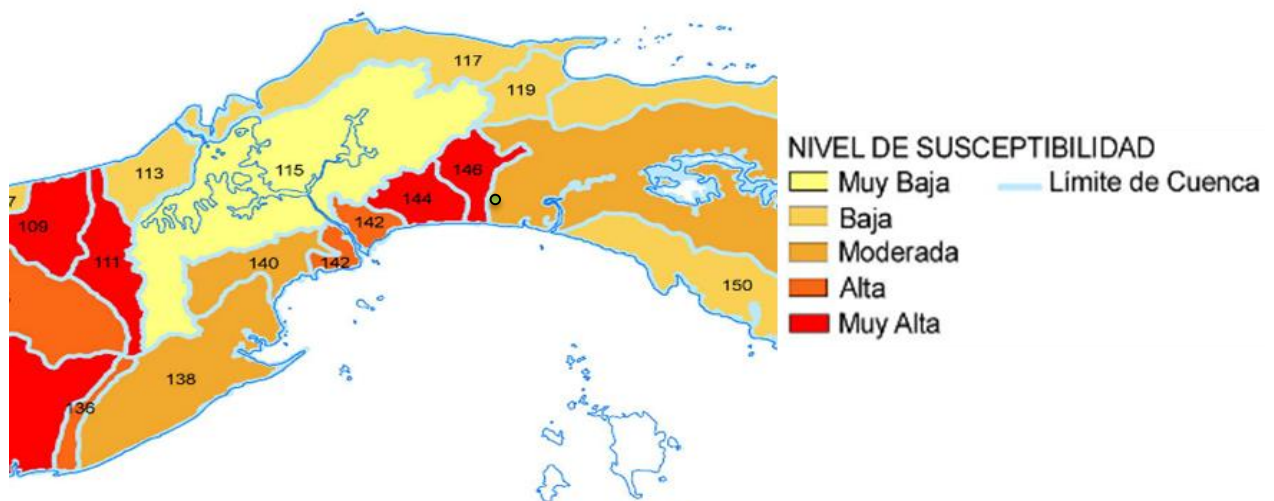 117
119
113
115
146
7
144
109
142
111
140
142
150
138
136
NIVEL DE SUSCEPTIBILIDAD
Muy Baja
Límite de Cuenca
Baja
Moderada
Alta
Muy Alta